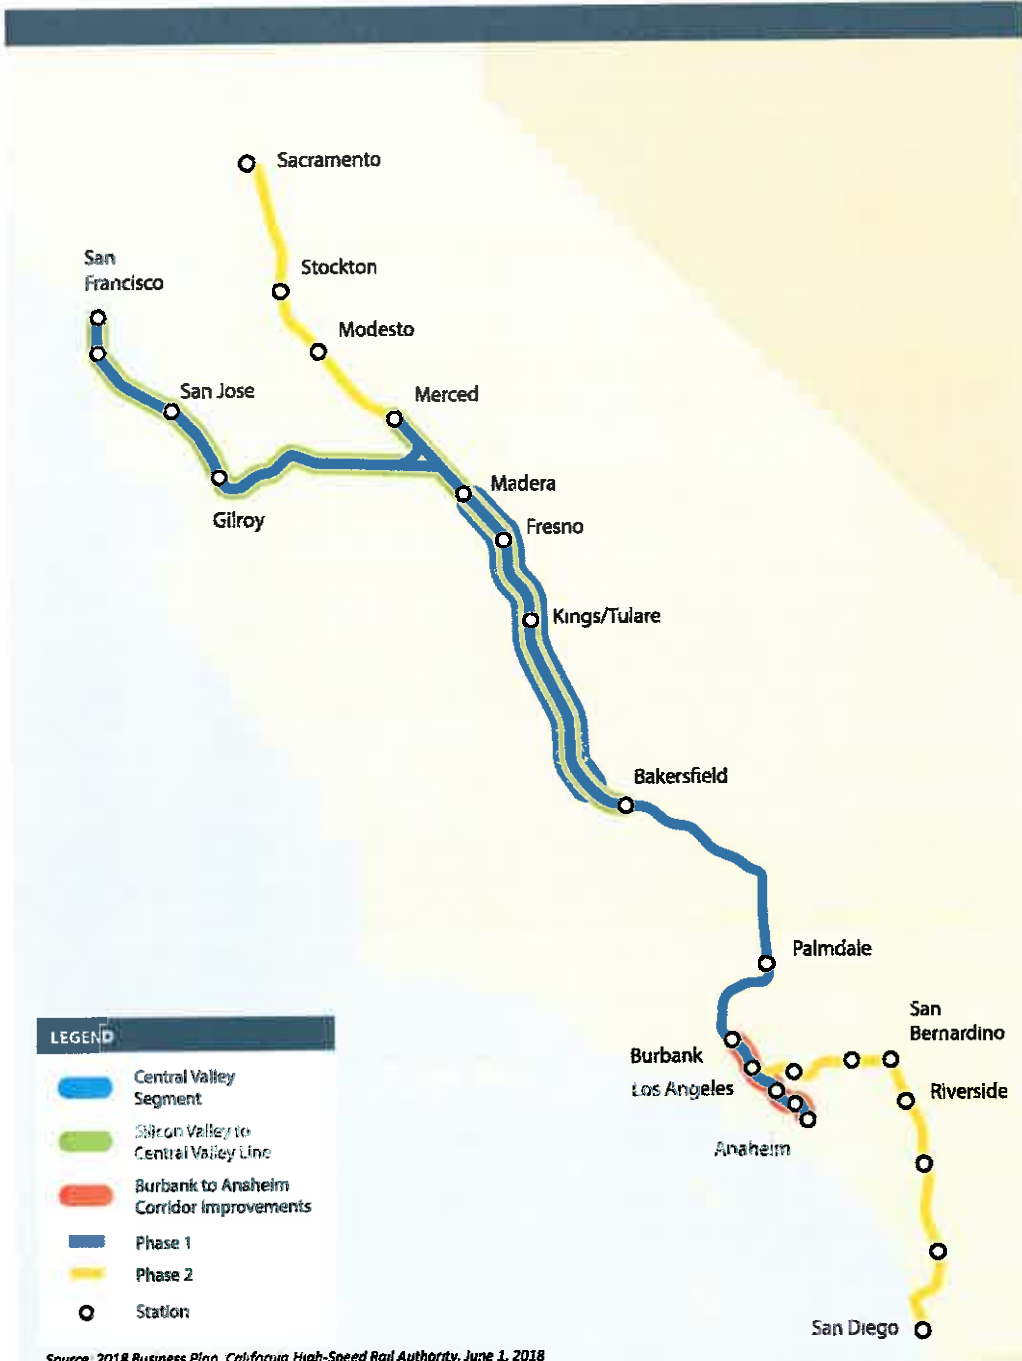 Sacramento
Stockton
San
Francisco
Modesto
San Jose
Merced
Madera
Gilroy
Fresno
Kings/Tulare
Bakersfield
Palmdale
San
Bernardino
Burbank
Los Angeles
Riverside
Anaheim
San Diego
LEGEND
Central Valley
Segment
Silicon Valley to
Central Valley Line
Burbank to Anaheim
Corridor Improvements
Phase 1
Phase 2
Station
Source: 2018 Business Plan, California High-Speed Rail Authority, June 1, 2018